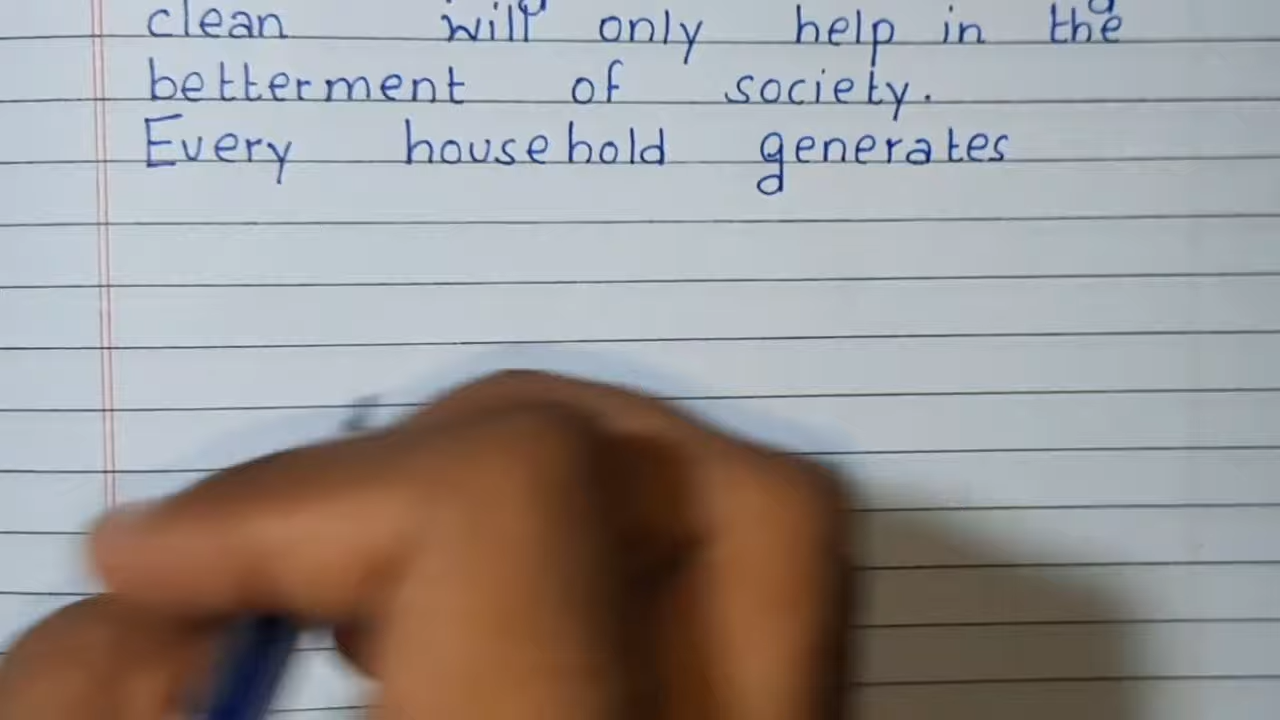 clean will only help in the
betterment of society.
Every household generates